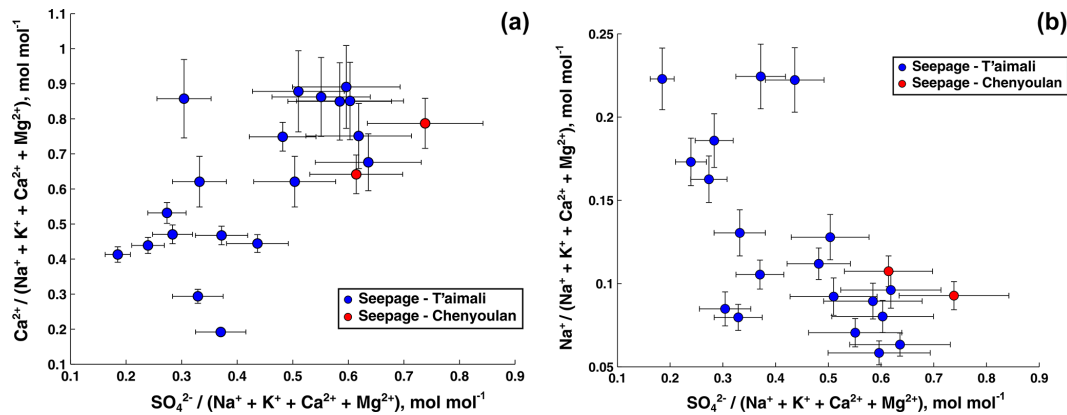 (a)
Ca²⁺ / (Na⁺ + K⁺ + Ca²⁺ + Mg²⁺), mol mol⁻¹
1.1
1
0.9
0.8
0.7
0.6
0.5
0.4
0.3
0.2
0.1
Seepage - T'aimali
Seepage - Chenyoulan
0.1 0.2 0.3 0.4 0.5 0.6 0.7 0.8 0.9
SO₄²⁻ / (Na⁺ + K⁺ + Ca²⁺ + Mg²⁺), mol mol⁻¹
(b)
Na⁺ / (Na⁺ + K⁺ + Ca²⁺ + Mg²⁺), mol mol⁻¹
0.25
0.2
0.15
0.1
0.05
Seepage - T'aimali
Seepage - Chenyoulan
0.1 0.2 0.3 0.4 0.5 0.6 0.7 0.8 0.9
SO₄²⁻ / (Na⁺ + K⁺ + Ca²⁺ + Mg²⁺), mol mol⁻¹